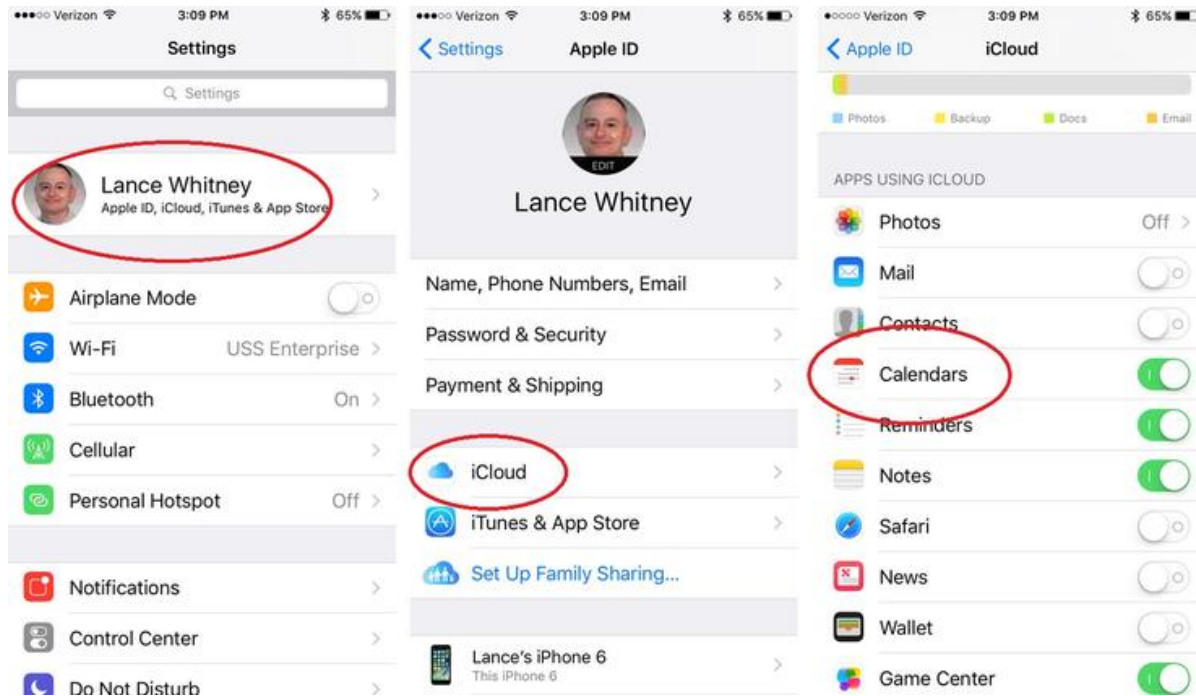 Verizon 3:09 PM 65%
Settings
Settings
Lance Whitney
Apple ID, iCloud, iTunes & App Store
Airplane Mode
Wi-Fi USS Enterprise
Bluetooth On
Cellular
Personal Hotspot Off
Notifications
Control Center
Do Not Disturb
Verizon 3:09 PM 65%
Settings Apple ID
EDIT
Lance Whitney
Name, Phone Numbers, Email
Password & Security
Payment & Shipping
iCloud
iTunes & App Store
Set Up Family Sharing...
Lance's iPhone 6
This iPhone 6
Verizon 3:09 PM 65%
Apple ID iCloud
Photos Backup Docs Email
APPS USING ICLOUD
Photos Off
Mail
Contacts
Calendars
Reminders
Notes
Safari
News
Wallet
Game Center